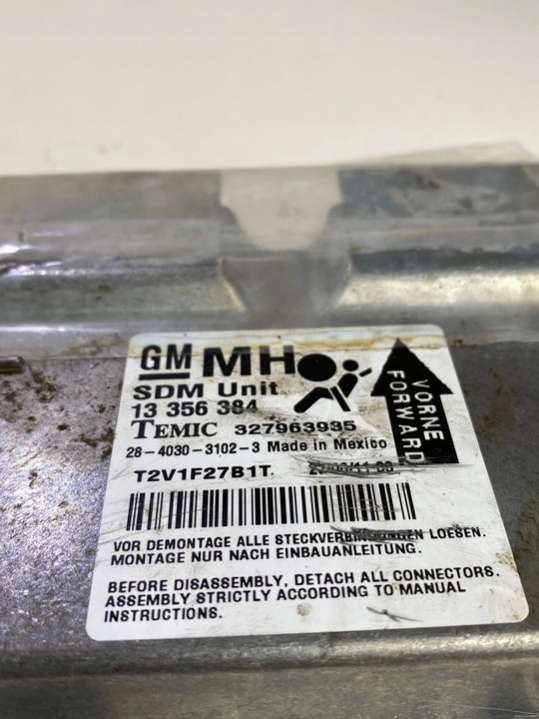 GM MH
SDM Unit
13 356 384
TEMIC 327963935
28-4030-3102-3 Made in Mexico
T2V1F27B1T
VORNE
FORWARD
VOR DEMONTAGE ALLE STECKVERBINDUNGEN LOESEN.
MONTAGE NUR NACH EINBAUANLEITUNG.
BEFORE DISASSEMBLY, DETACH ALL CONNECTORS.
ASSEMBLY STRICTLY ACCORDING TO MANUAL
INSTRUCTIONS.